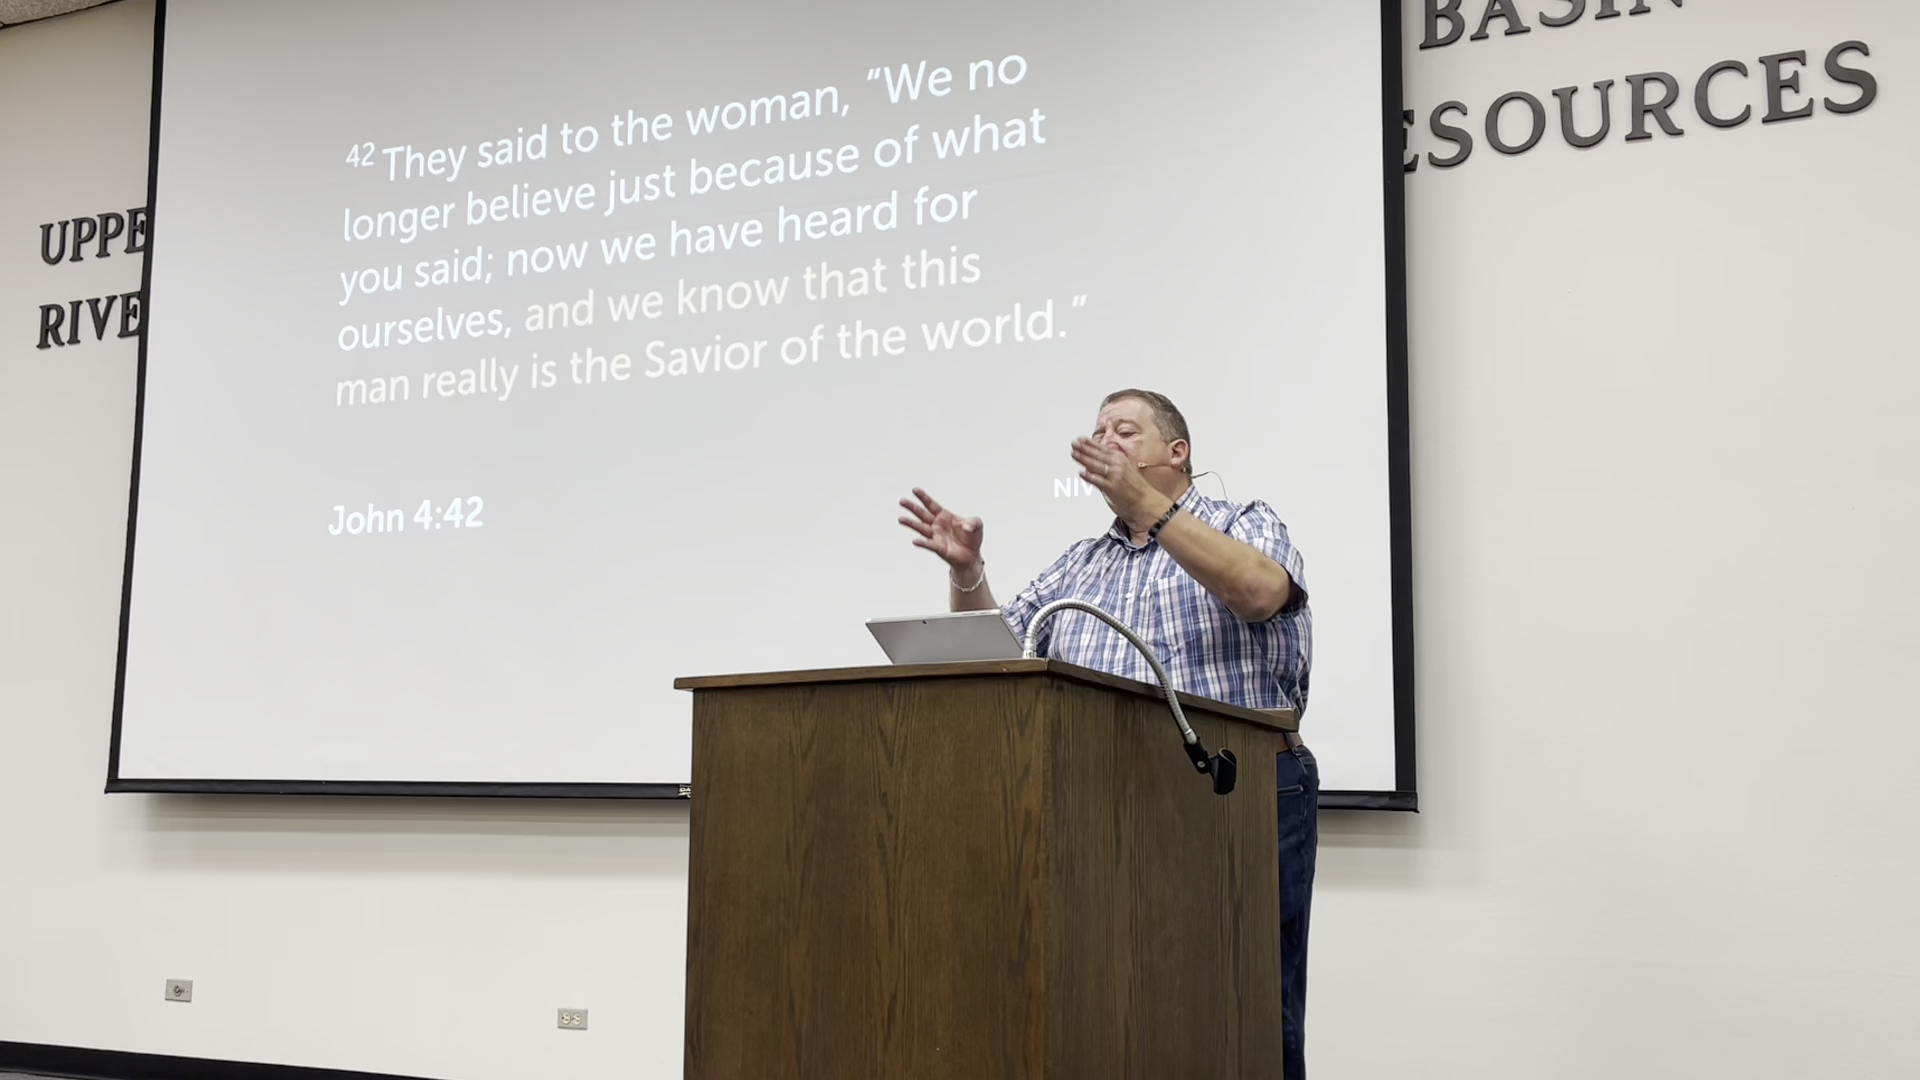 BASIN
ESOURCES
UPPE
RIVE
42 They said to the woman, “We no
longer believe just because of what
you said; now we have heard for
ourselves, and we know that this
man really is the Savior of the world.”
John 4:42
NIV